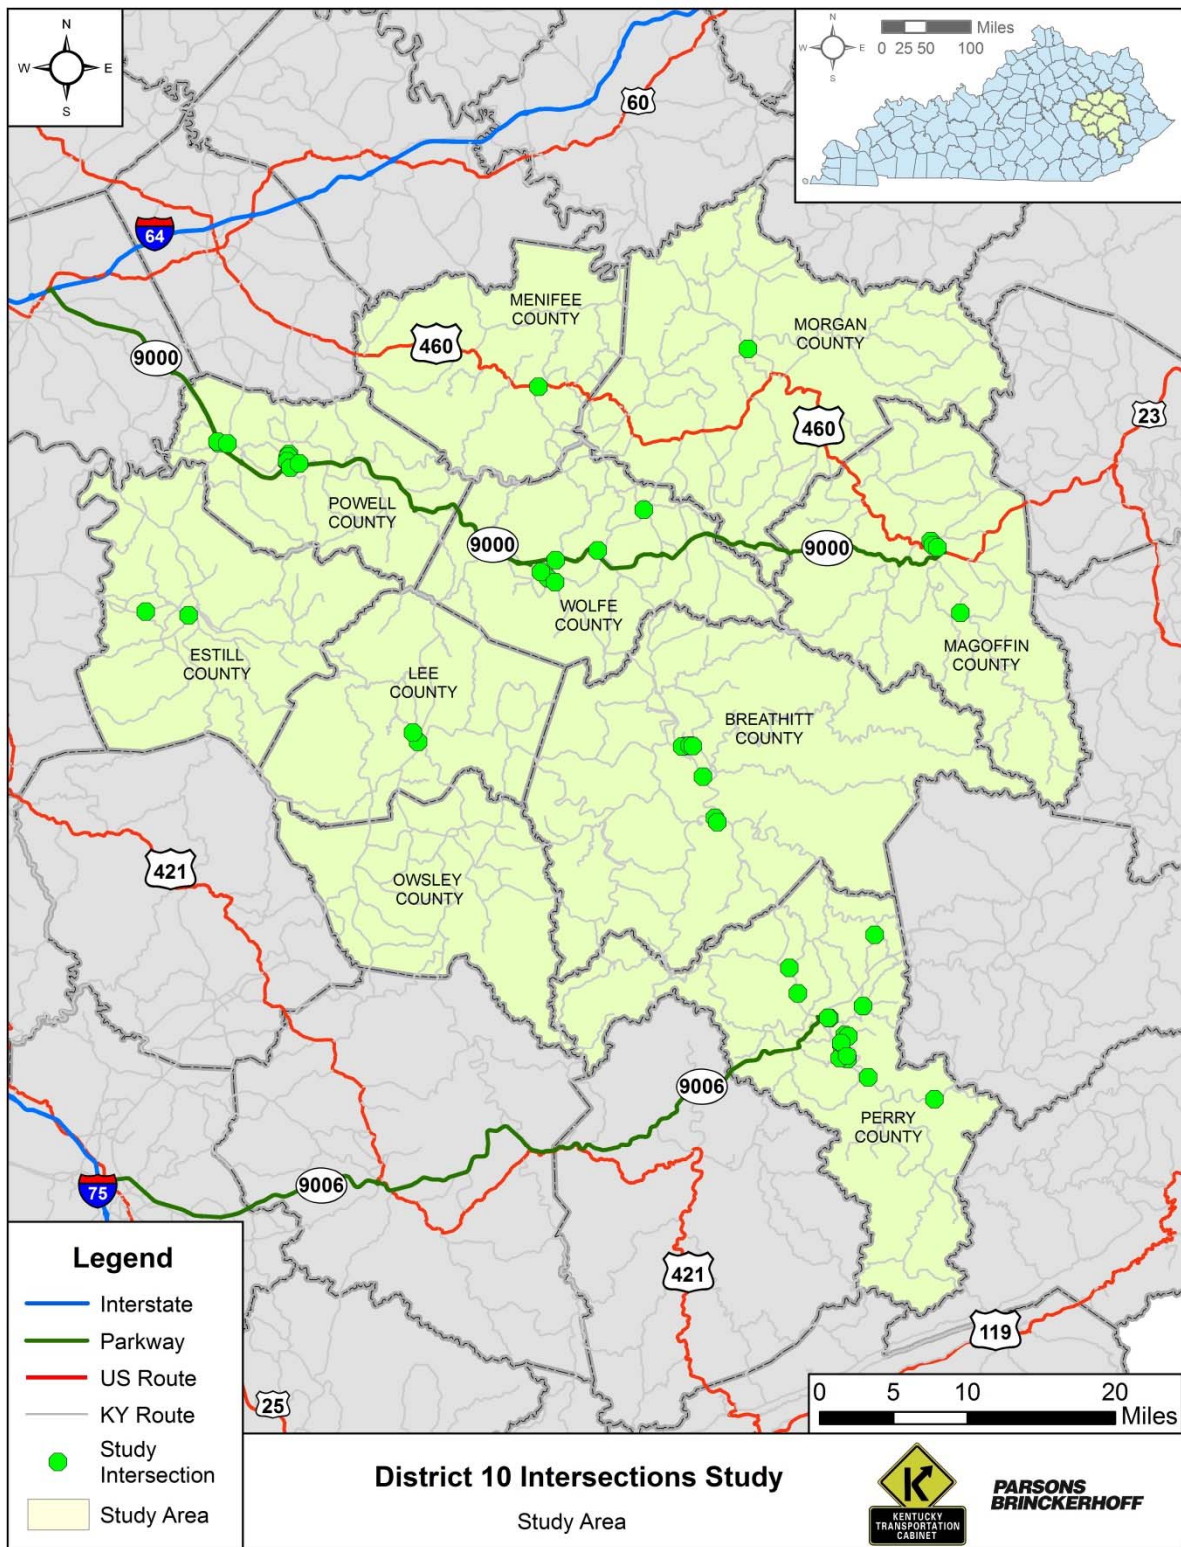 N
W E
S
N
W E
S
Miles
0 25 50 100
60
64
MENIFEE
COUNTY
MORGAN
COUNTY
460
9000
23
460
POWELL
COUNTY
9000
9000
WOLFE
COUNTY
ESTILL
COUNTY
LEE
COUNTY
MAGOFFIN
COUNTY
BREATHITT
COUNTY
421
OWSLEY
COUNTY
9006
PERRY
COUNTY
9006
75
421
119
25
Legend
Interstate
Parkway
US Route
KY Route
Study
Intersection
Study Area
0 5 10 20
Miles
District 10 Intersections Study
Study Area
KENTUCKY
TRANSPORTATION
CABINET
PARSONS
BRINCKERHOFF